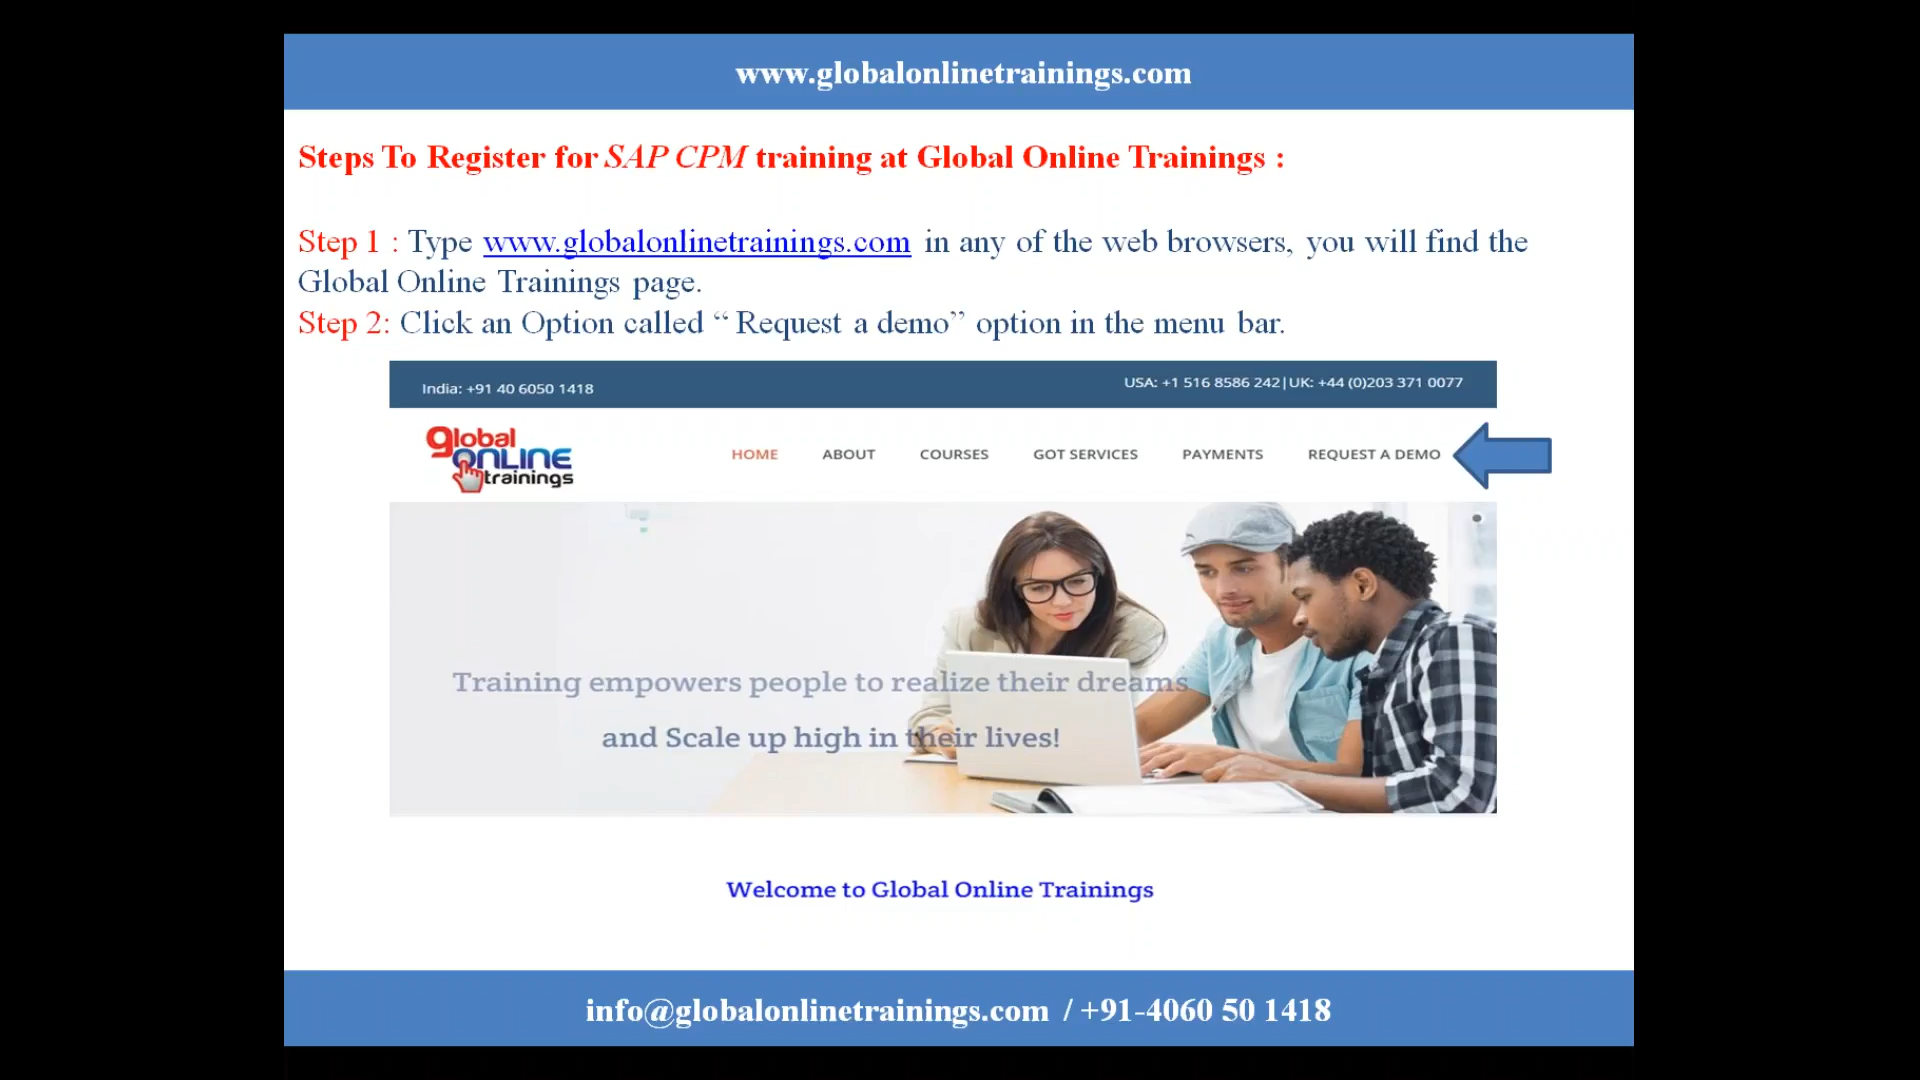 www.globalonlinetrainings.com
Steps To Register for SAP CPM training at Global Online Trainings :
Step 1 : Type www.globalonlinetrainings.com in any of the web browsers, you will find the
Global Online Trainings page.
Step 2: Click an Option called “ Request a demo” option in the menu bar.
India: +91 40 6050 1418
USA: +1 516 8586 242|UK: +44 (0)203 371 0077
global
ONLINE
trainings
HOME ABOUT COURSES GOT SERVICES PAYMENTS REQUEST A DEMO
Training empowers people to realize their dreams
and Scale up high in their lives!
Welcome to Global Online Trainings
info@globalonlinetrainings.com / +91-4060 50 1418